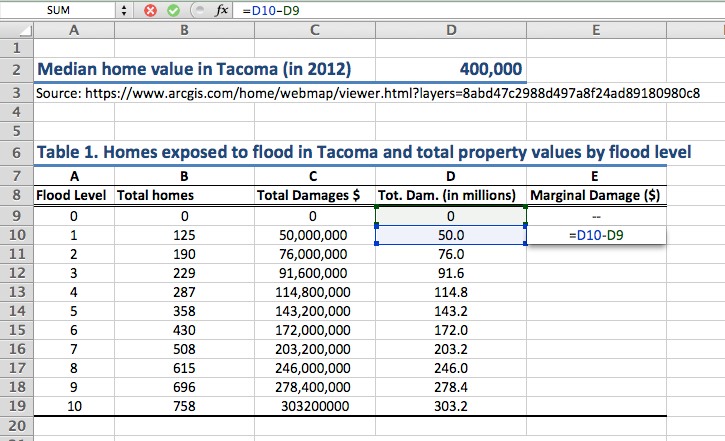 SUM fx =D10-D9
A B C D E
1
2 Median home value in Tacoma (in 2012) 400,000
3 Source: https://www.arcgis.com/home/webmap/viewer.html?layers=8abd47c2988d497a8f24ad89180980c8
4
5
6 Table 1. Homes exposed to flood in Tacoma and total property values by flood level
7 A B C D E
8 Flood Level Total homes Total Damages $ Tot. Dam. (in millions) Marginal Damage ($)
9 0 0 0 0 --
10 1 125 50,000,000 50.0 =D10-D9
11 2 190 76,000,000 76.0
12 3 229 91,600,000 91.6
13 4 287 114,800,000 114.8
14 5 358 143,200,000 143.2
15 6 430 172,000,000 172.0
16 7 508 203,200,000 203.2
17 8 615 246,000,000 246.0
18 9 696 278,400,000 278.4
19 10 758 303200000 303.2
20